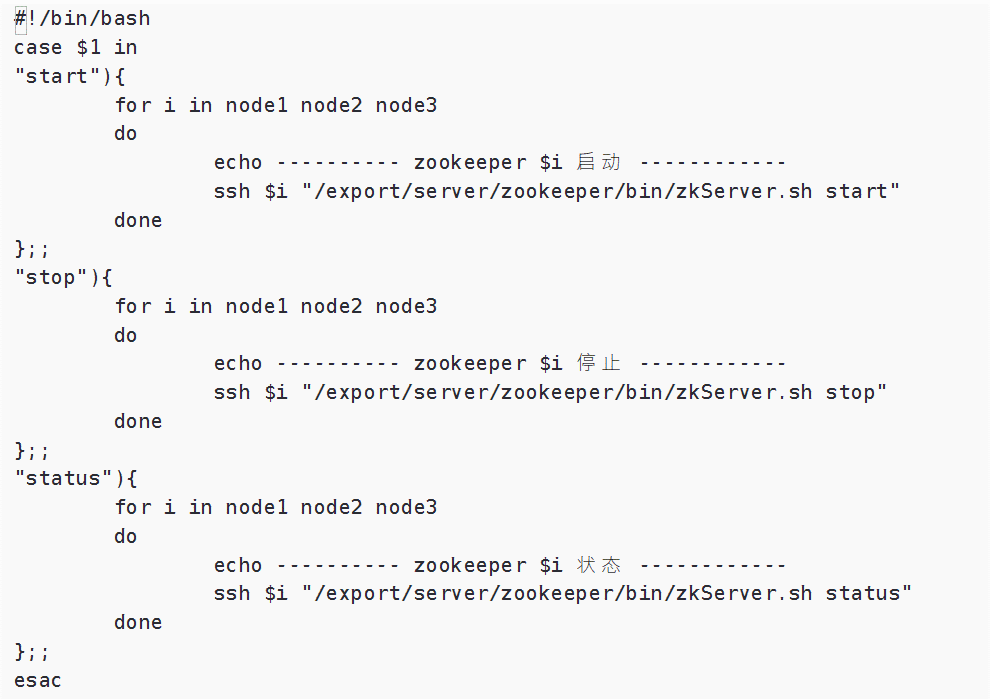 #!/bin/bash
case $1 in
"start"){
        for i in node1 node2 node3
        do
                echo ---------- zookeeper $i 启动 ------------
                ssh $i "/export/server/zookeeper/bin/zkServer.sh start"
        done
};;
"stop"){
        for i in node1 node2 node3
        do
                echo ---------- zookeeper $i 停止 ------------
                ssh $i "/export/server/zookeeper/bin/zkServer.sh stop"
        done
};;
"status"){
        for i in node1 node2 node3
        do
                echo ---------- zookeeper $i 状态 ------------
                ssh $i "/export/server/zookeeper/bin/zkServer.sh status"
        done
};;
esac